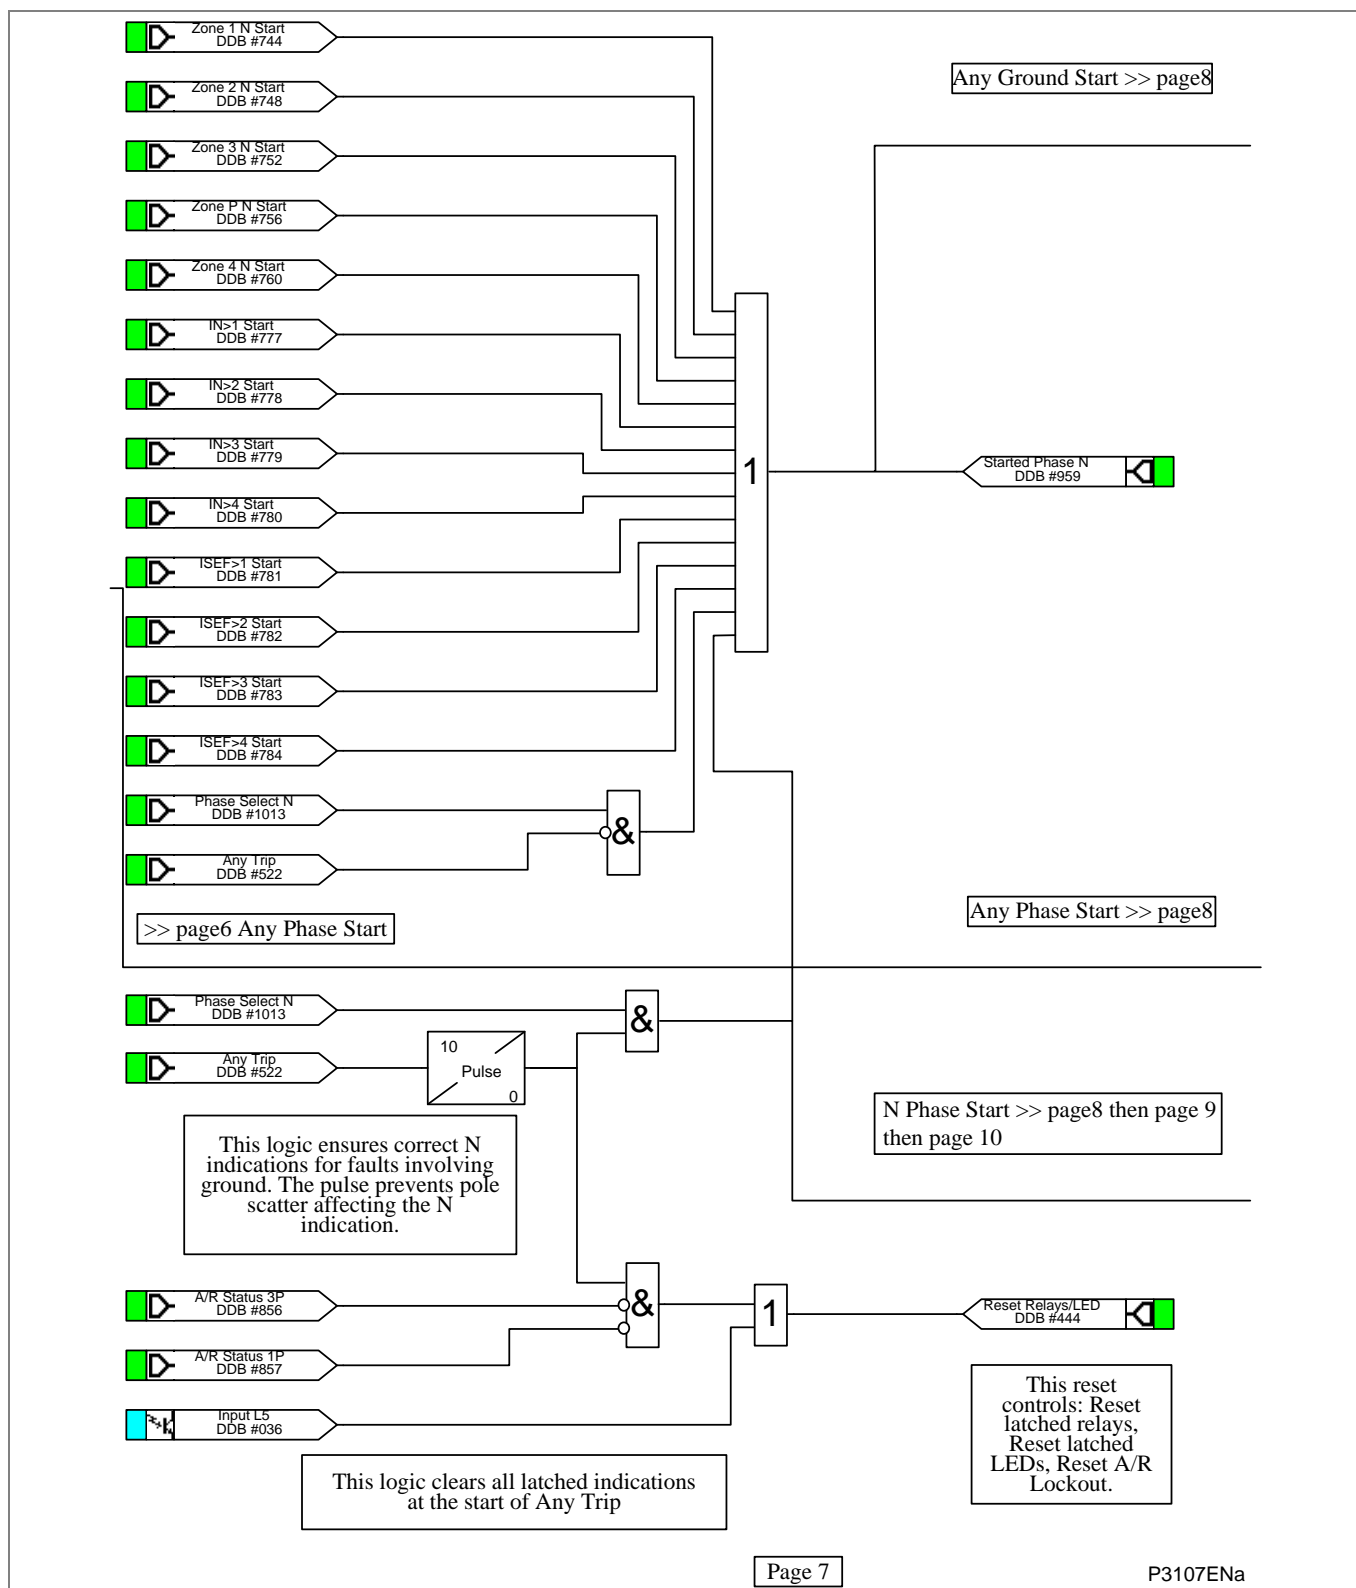 Zone 1 N Start
DDB #744
Any Ground Start >> page8
Zone 2 N Start
DDB #748
Zone 3 N Start
DDB #752
Zone P N Start
DDB #756
Zone 4 N Start
DDB #760
IN>1 Start
DDB #777
IN>2 Start
DDB #778
IN>3 Start
DDB #779
1
Started Phase N
DDB #959
IN>4 Start
DDB #780
ISEF>1 Start
DDB #781
ISEF>2 Start
DDB #782
ISEF>3 Start
DDB #783
ISEF>4 Start
DDB #784
Phase Select N
DDB #1013
&
Any Trip
DDB #522
>> page6 Any Phase Start
Any Phase Start >> page8
Phase Select N
DDB #1013
&
Any Trip
DDB #522
10
Pulse
0
N Phase Start >> page8 then page 9
then page 10
This logic ensures correct N
indications for faults involving
ground. The pulse prevents pole
scatter affecting the N
indication.
A/R Status 3P
DDB #856
&
1
Reset Relays/LED
DDB #444
A/R Status 1P
DDB #857
Input L5
DDB #036
This reset
controls: Reset
latched relays,
Reset latched
LEDs, Reset A/R
Lockout.
This logic clears all latched indications
at the start of Any Trip
Page 7
P3107ENa